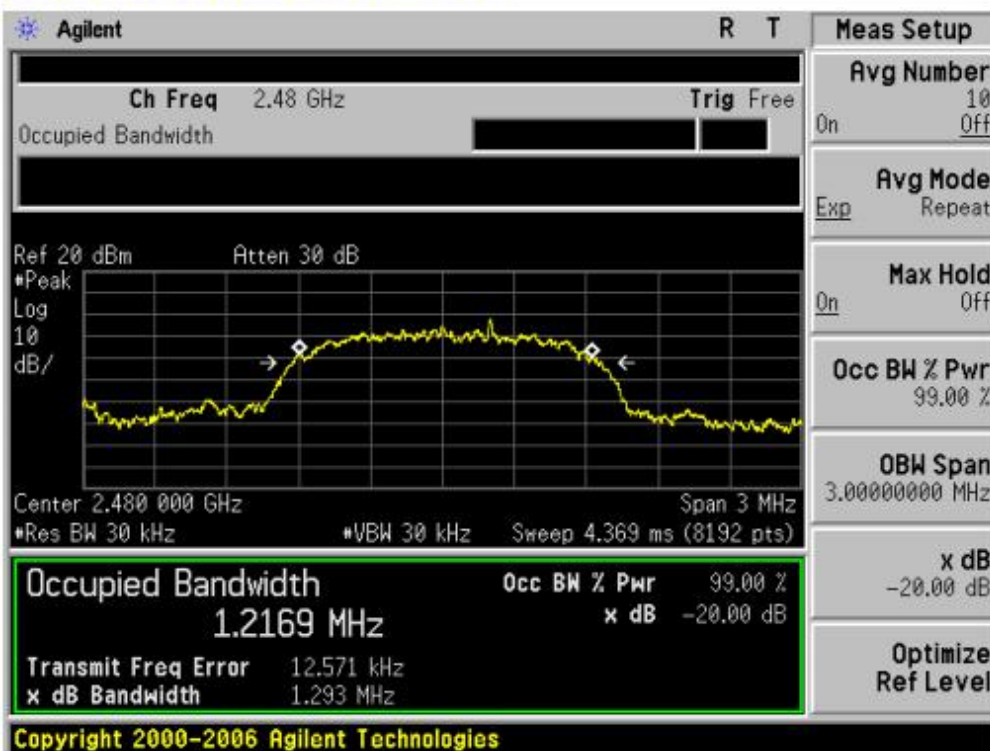 Agilent R T
Ch Freq 2.48 GHz Trig Free
Occupied Bandwidth
Ref 20 dBm Atten 30 dB
#Peak
Log
10
dB/
Center 2.480 000 GHz Span 3 MHz
#Res BW 30 kHz #VBW 30 kHz Sweep 4.369 ms (8192 pts)
Occupied Bandwidth Occ BW % Pwr 99.00 %
1.2169 MHz x dB -20.00 dB
Transmit Freq Error 12.571 kHz
x dB Bandwidth 1.293 MHz
Copyright 2000-2006 Agilent Technologies
Meas Setup
Avg Number
10
On Off
Avg Mode
Exp Repeat
Max Hold
On Off
Occ BW % Pwr
99.00 %
OBW Span
3.00000000 MHz
x dB
-20.00 dB
Optimize
Ref Level